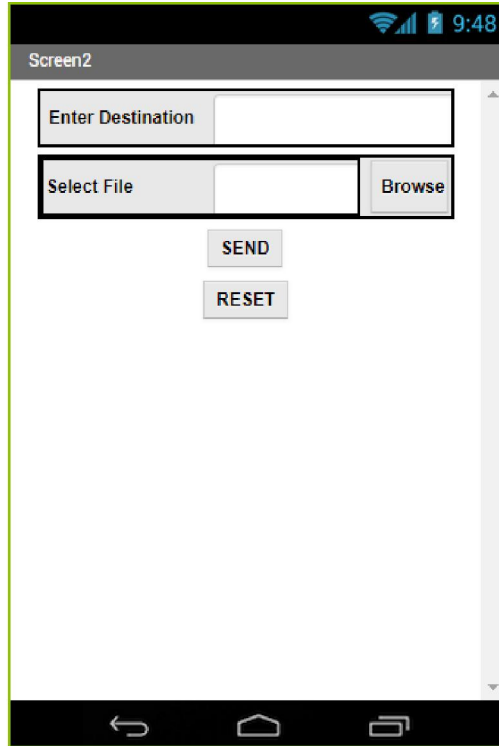 9:48
Screen2
Enter Destination
Select File Browse
SEND
RESET